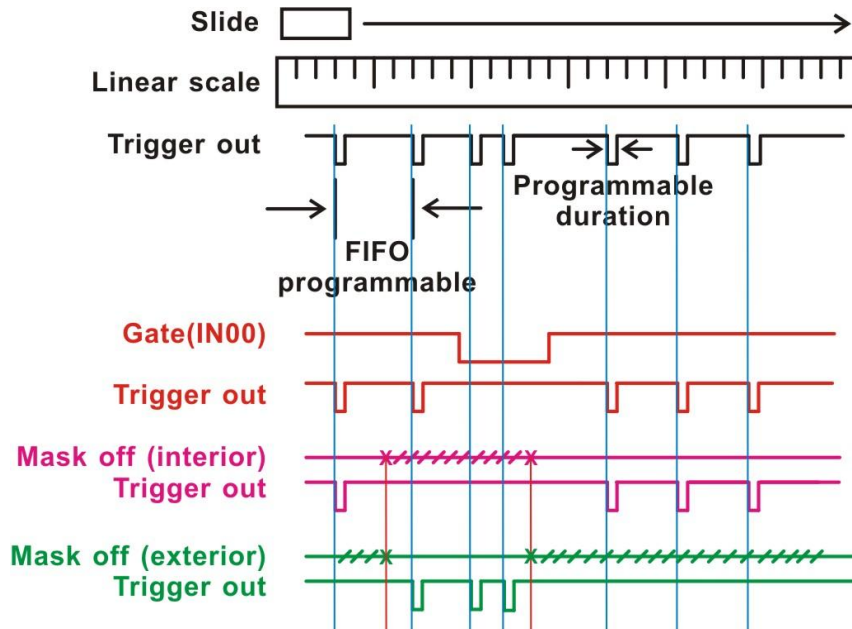 Slide
Linear scale
Trigger out
Programmable
duration
FIFO
programmable
Gate(IN00)
Trigger out
Mask off (interior)
Trigger out
Mask off (exterior)
Trigger out